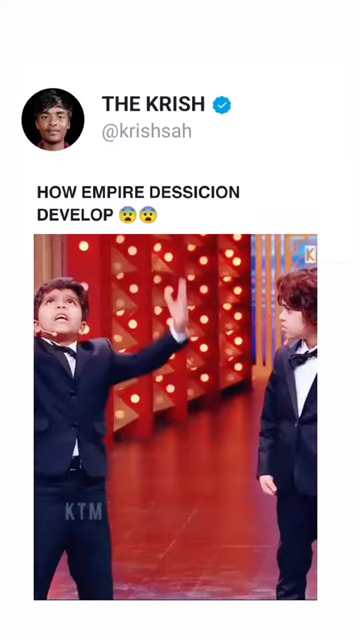 THE KRISH
@krishsah
HOW EMPIRE DESSICION
DEVELOP 😨😨
K
KTM